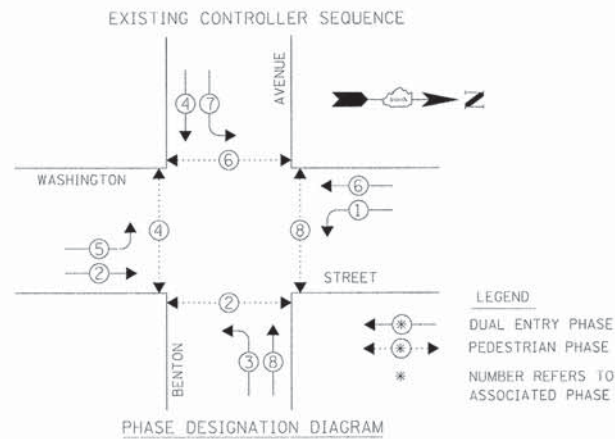 EXISTING CONTROLLER SEQUENCE
AVENUE
4 7
N
6
WASHINGTON
6
1
4
8
5
2
STREET
2
BENTON
3 8
LEGEND
* DUAL ENTRY PHASE
* PEDESTRIAN PHASE
* NUMBER REFERS TO
ASSOCIATED PHASE
PHASE DESIGNATION DIAGRAM